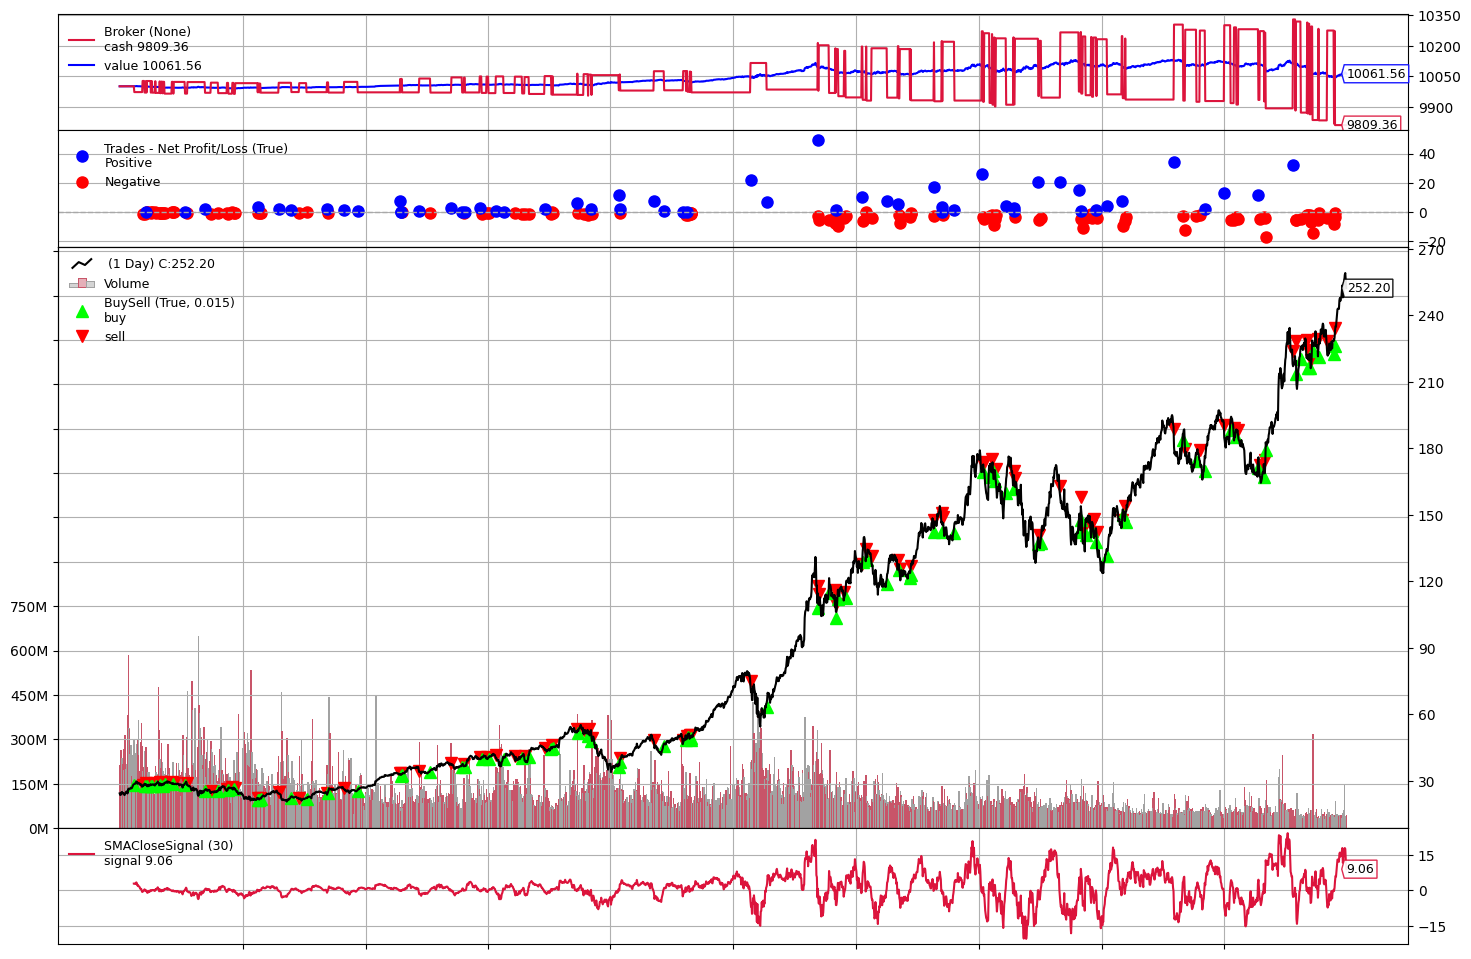 Broker (None)
cash 9809.36
value 10061.56
10350
10200
10061.56
10050
9900
9809.36
Trades - Net Profit/Loss (True)
Positive
Negative
40
20
0
−20
(1 Day) C:252.20
Volume
BuySell (True, 0.015)
buy
sell
270
252.20
240
210
180
150
120
90
60
30
750M
600M
450M
300M
150M
0M
SMACloseSignal (30)
signal 9.06
15
9.06
0
−15